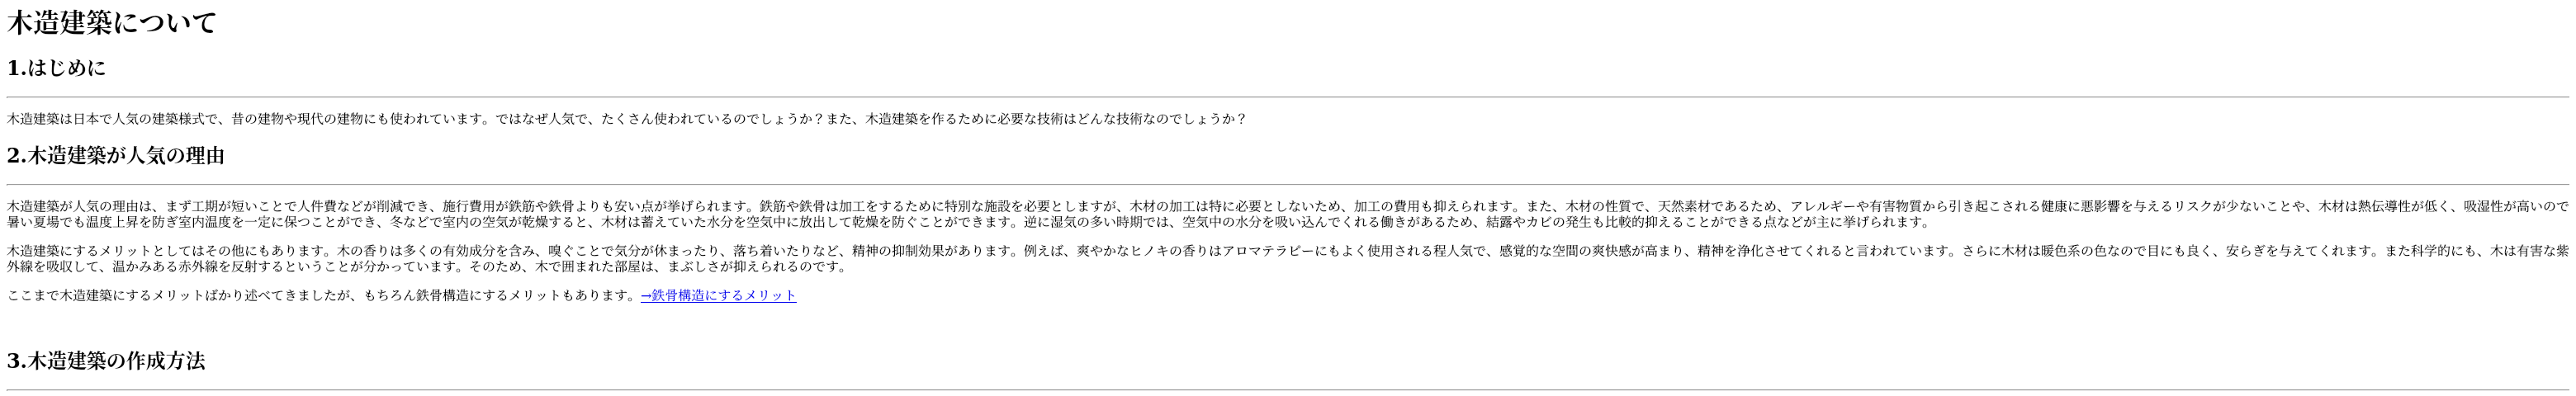 木造建築について
1.はじめに
木造建築は日本で人気の建築様式で、昔の建物や現代の建物にも使われています。ではなぜ人気で、たくさん使われているのでしょうか？また、木造建築を作るために必要な技術はどんな技術なのでしょうか？
2.木造建築が人気の理由
木造建築が人気の理由は、まず工期が短いことで人件費などが削減でき、施行費用が鉄筋や鉄骨よりも安い点が挙げられます。鉄筋や鉄骨は加工をするために特別な施設を必要としますが、木材の加工は特に必要としないため、加工の費用も抑えられます。また、木材の性質で、天然素材であるため、アレルギーや有害物質から引き起こされる健康に悪影響を与えるリスクが少ないことや、木材は熱伝導性が低く、吸湿性が高いので
暑い夏場でも温度上昇を防ぎ室内温度を一定に保つことができ、冬などで室内の空気が乾燥すると、木材は蓄えていた水分を空気中に放出して乾燥を防ぐことができます。逆に湿気の多い時期では、空気中の水分を吸い込んでくれる働きがあるため、結露やカビの発生も比較的抑えることができる点などが主に挙げられます。
木造建築にするメリットとしてはその他にもあります。木の香りは多くの有効成分を含み、嗅ぐことで気分が休まったり、落ち着いたりなど、精神の抑制効果があります。例えば、爽やかなヒノキの香りはアロマテラピーにもよく使用される程人気で、感覚的な空間の爽快感が高まり、精神を浄化させてくれると言われています。さらに木材は暖色系の色なので目にも良く、安らぎを与えてくれます。また科学的にも、木は有害な紫
外線を吸収して、温かみある赤外線を反射するということが分かっています。そのため、木で囲まれた部屋は、まぶしさが抑えられるのです。
ここまで木造建築にするメリットばかり述べてきましたが、もちろん鉄骨構造にするメリットもあります。→鉄骨構造にするメリット
3.木造建築の作成方法